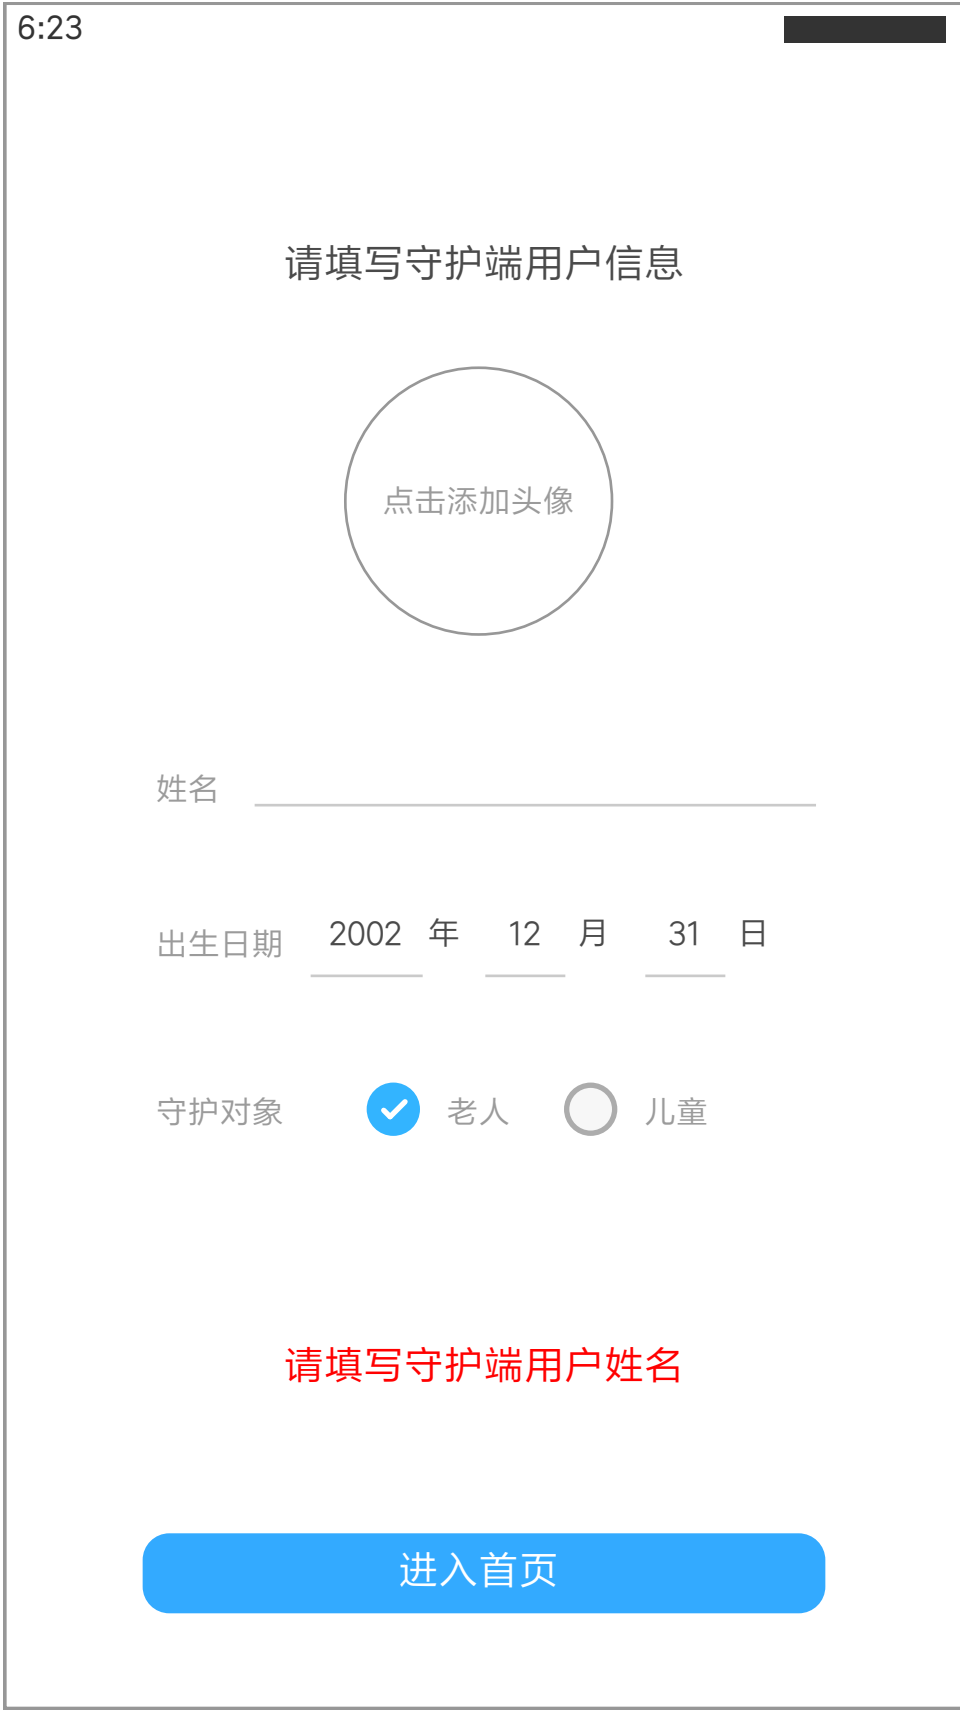 6:23
请填写守护端用户信息
点击添加头像
姓名
出生日期 2002 年 12 月 31 日
守护对象 老人 儿童
请填写守护端用户姓名
进入首页